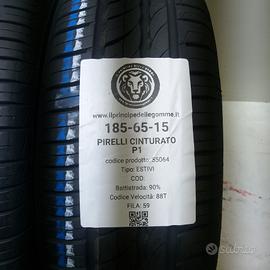 www.ilprincipedellegomme.it
185-65-15
PIRELLI CINTURATO
P1
codice prodotto: 85064
Tipo: ESTIVI
COD:
Battistrada: 90%
Codice Velocità: 88T
FILA: 59
subito